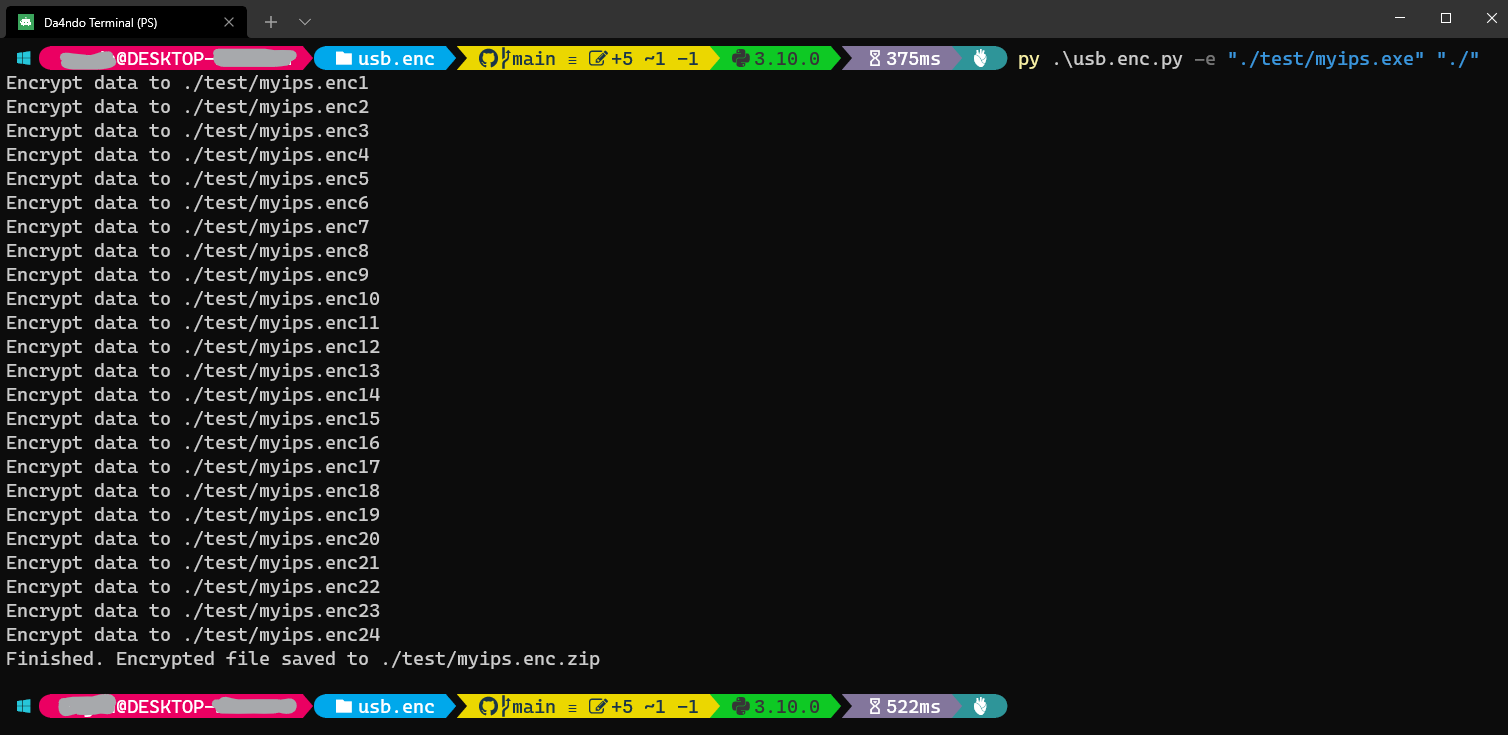 Da4ndo Terminal (PS)
@DESKTOP- usb.enc main ≡ +5 ~1 -1 3.10.0 375ms py .\usb.enc.py -e "./test/myips.exe" "./"
Encrypt data to ./test/myips.enc1
Encrypt data to ./test/myips.enc2
Encrypt data to ./test/myips.enc3
Encrypt data to ./test/myips.enc4
Encrypt data to ./test/myips.enc5
Encrypt data to ./test/myips.enc6
Encrypt data to ./test/myips.enc7
Encrypt data to ./test/myips.enc8
Encrypt data to ./test/myips.enc9
Encrypt data to ./test/myips.enc10
Encrypt data to ./test/myips.enc11
Encrypt data to ./test/myips.enc12
Encrypt data to ./test/myips.enc13
Encrypt data to ./test/myips.enc14
Encrypt data to ./test/myips.enc15
Encrypt data to ./test/myips.enc16
Encrypt data to ./test/myips.enc17
Encrypt data to ./test/myips.enc18
Encrypt data to ./test/myips.enc19
Encrypt data to ./test/myips.enc20
Encrypt data to ./test/myips.enc21
Encrypt data to ./test/myips.enc22
Encrypt data to ./test/myips.enc23
Encrypt data to ./test/myips.enc24
Finished. Encrypted file saved to ./test/myips.enc.zip
@DESKTOP- usb.enc main ≡ +5 ~1 -1 3.10.0 522ms